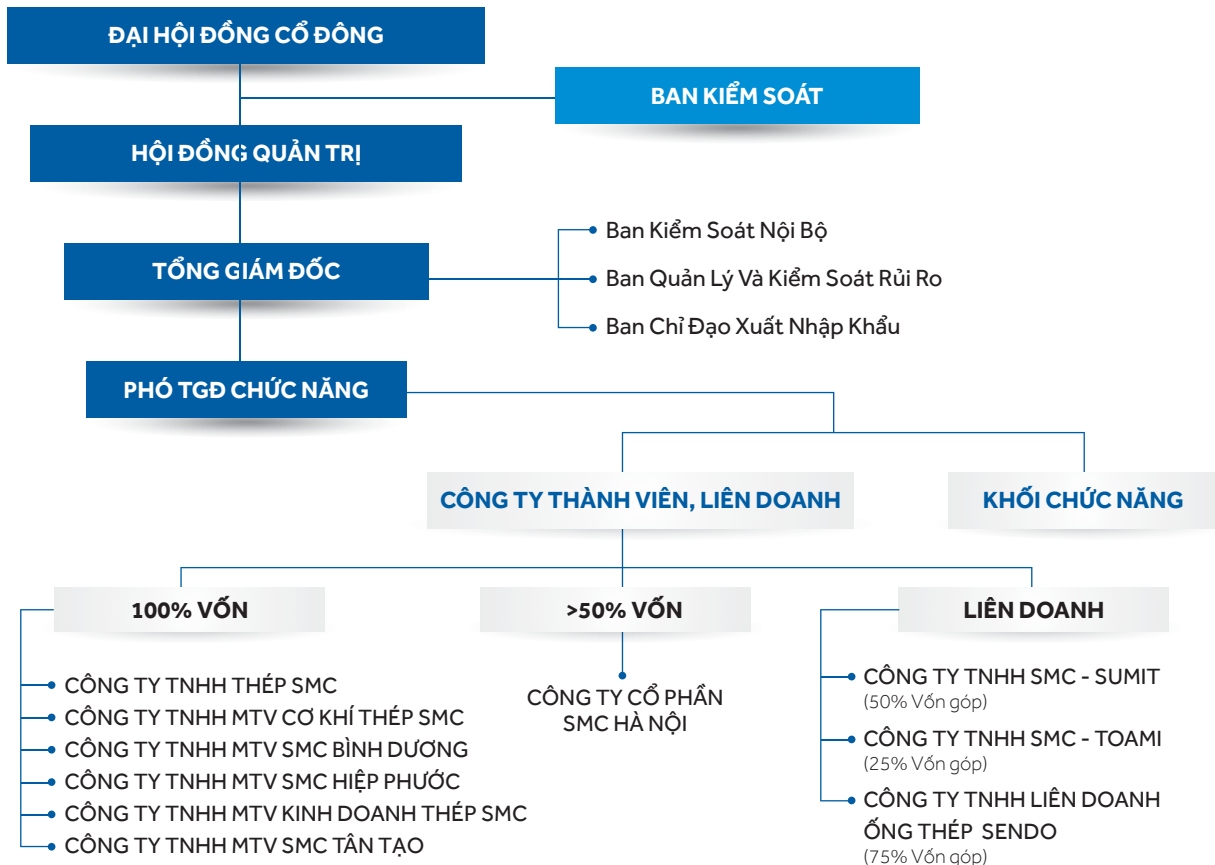 ĐẠI HỘI ĐỒNG CỔ ĐÔNG
BAN KIỂM SOÁT
HỘI ĐỒNG QUẢN TRỊ
TỔNG GIÁM ĐỐC
Ban Kiểm Soát Nội Bộ
Ban Quản Lý Và Kiểm Soát Rủi Ro
Ban Chỉ Đạo Xuất Nhập Khẩu
PHÓ TGĐ CHỨC NĂNG
CÔNG TY THÀNH VIÊN, LIÊN DOANH
KHỐI CHỨC NĂNG
100% VỐN
CÔNG TY TNHH THÉP SMC
CÔNG TY TNHH MTV CƠ KHÍ THÉP SMC
CÔNG TY TNHH MTV SMC BÌNH DƯƠNG
CÔNG TY TNHH MTV SMC HIỆP PHƯỚC
CÔNG TY TNHH MTV KINH DOANH THÉP SMC
CÔNG TY TNHH MTV SMC TÂN TẠO
>50% VỐN
CÔNG TY CỔ PHẦN
SMC HÀ NỘI
LIÊN DOANH
CÔNG TY TNHH SMC - SUMIT
(50% Vốn góp)
CÔNG TY TNHH SMC - TOAMI
(25% Vốn góp)
CÔNG TY TNHH LIÊN DOANH
ỐNG THÉP SENDO
(75% Vốn góp)